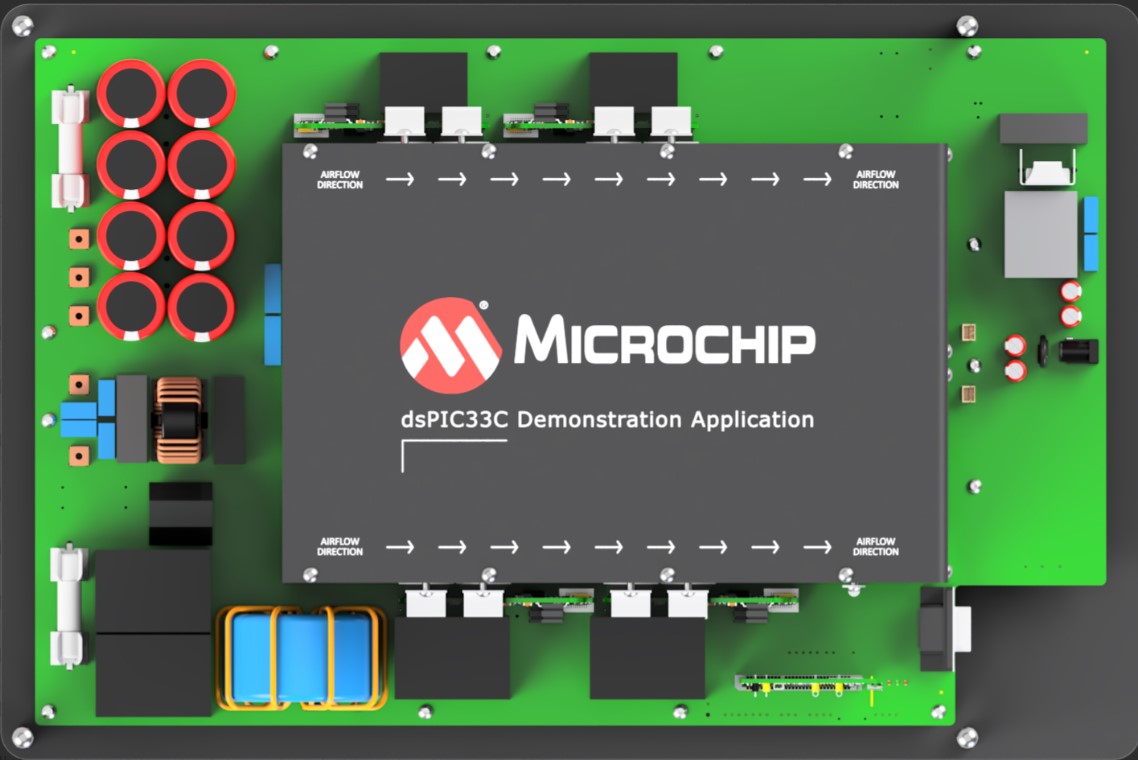 AIRFLOW
DIRECTION
AIRFLOW
DIRECTION
®
MICROCHIP
dsPIC33C Demonstration Application
AIRFLOW
DIRECTION
AIRFLOW
DIRECTION